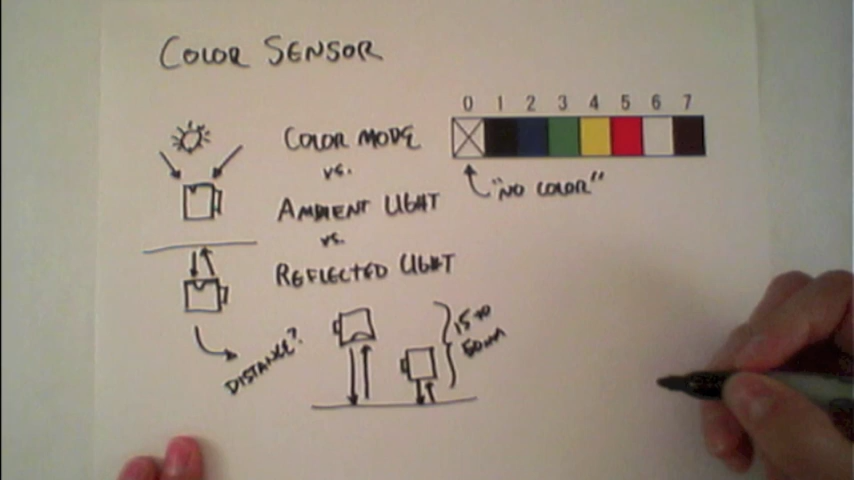 COLOR SENSOR
0 1 2 3 4 5 6 7
COLOR MODE
vs.
"NO COLOR"
AMBIENT LIGHT
vs.
REFLECTED LIGHT
DISTANCE?
15 to
50mm